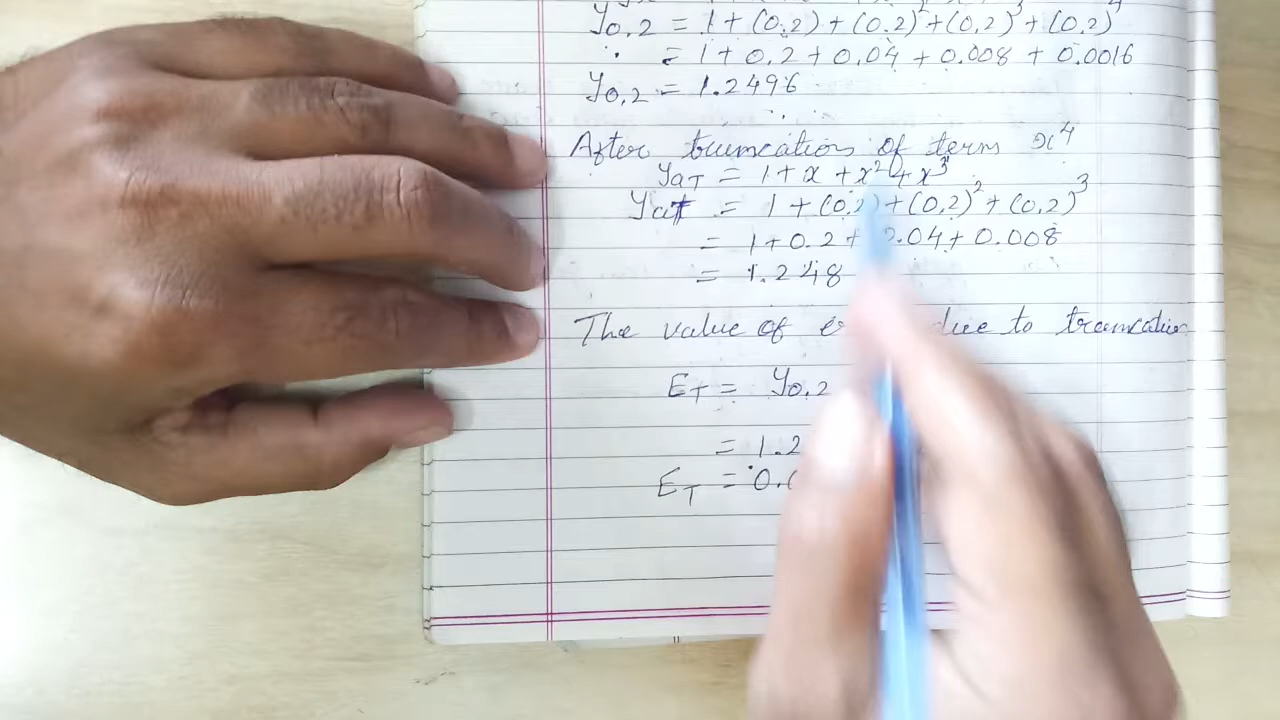 Y0.2 = 1 + (0.2) + (0.2)² + (0.2)³ + (0.2)⁴
∴ = 1 + 0.2 + 0.04 + 0.008 + 0.0016
Y0.2 = 1.2496
After truncation of term x⁴
YaT = 1 + x + x² + x³
YaT = 1 + (0.2) + (0.2)² + (0.2)³
= 1 + 0.2 + 0.04 + 0.008
= 1.248
The value of due to truncation
ET = Y0.2
= 1.2
ET = 0.0